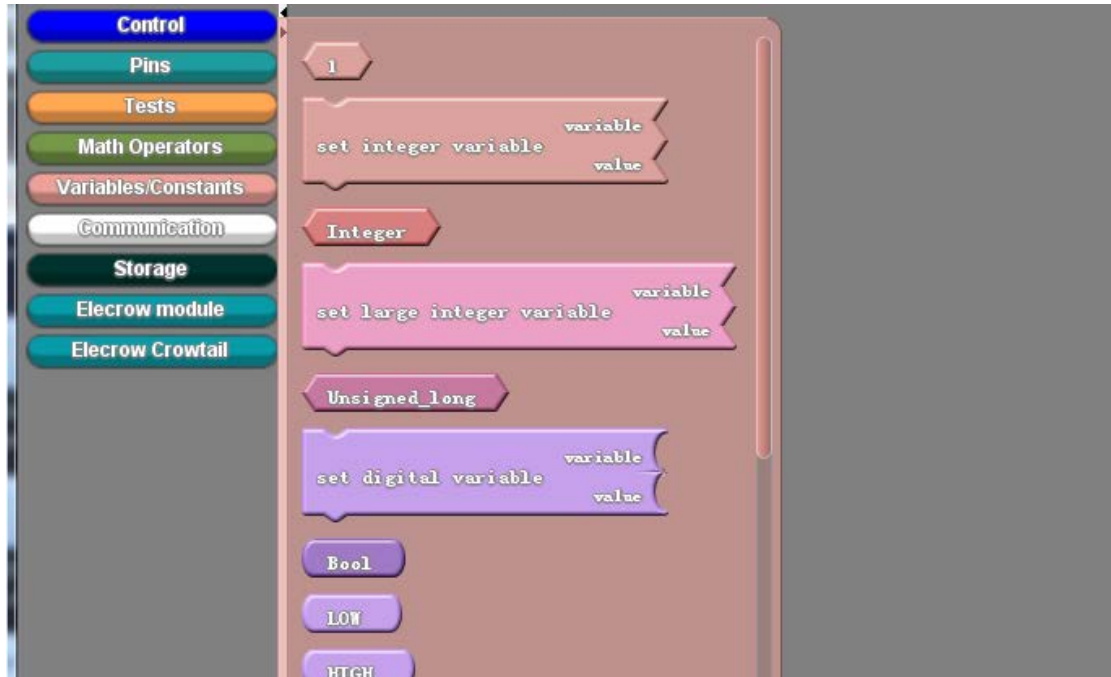 Control
Pins
Tests
Math Operators
Variables/Constants
Communication
Storage
Elecrow module
Elecrow Crowtail
1
set integer variable
variable
value
Integer
set large integer variable
variable
value
Unsigned_long
set digital variable
variable
value
Bool
LOW
HIGH